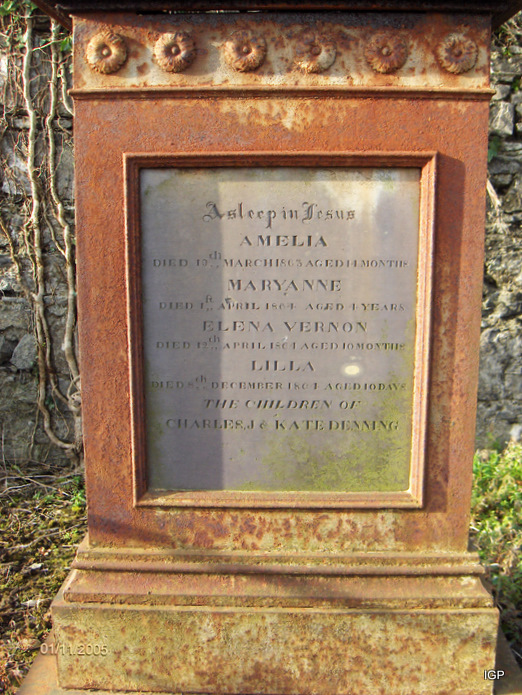 Asleep in Jesus
AMELIA
DIED 19th MARCH 1863 AGED 14 MONTHS
MARYANNE
DIED 1st APRIL 1864 AGED 4 YEARS
ELENA VERNON
DIED 12th APRIL 1864 AGED 10 MONTHS
LILLA
DIED 8th DECEMBER 1864 AGED 10 DAYS
THE CHILDREN OF
CHARLES J & KATE DENNING
01/11 2005
IGP